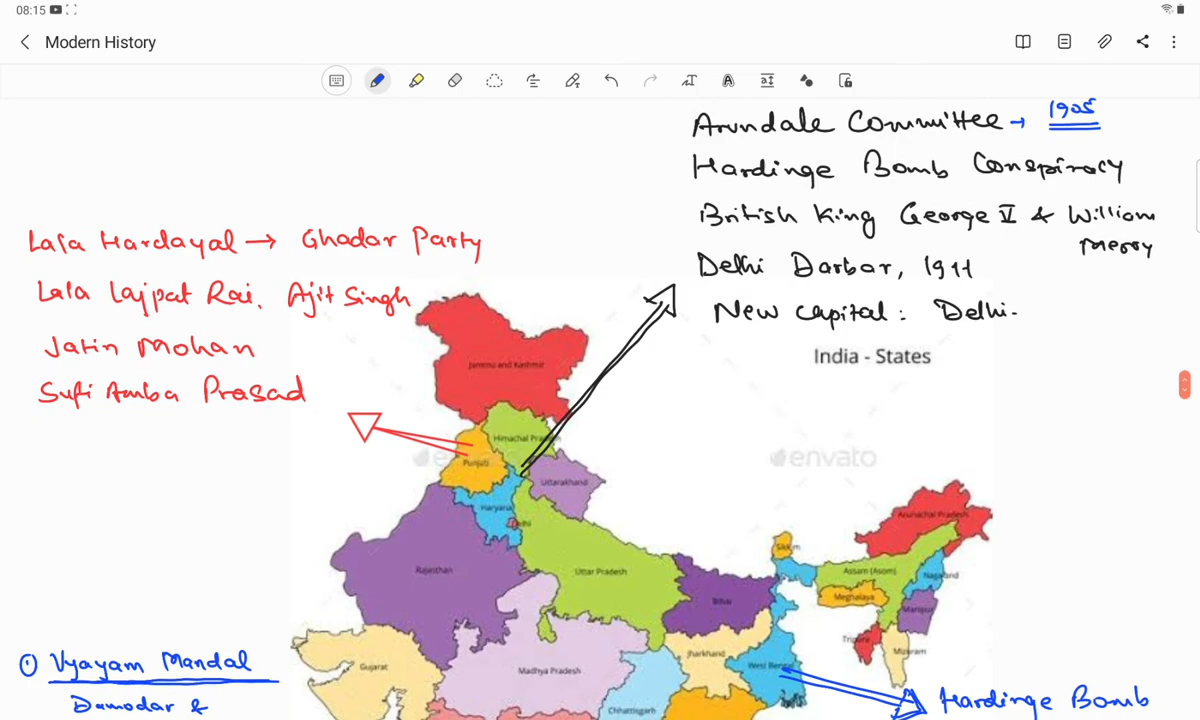 08:15
Modern History
Arundale Committee → 1905
Hardinge Bomb Conspiracy
British King George V & William
Merry
Delhi Darbar, 1911
New capital: Delhi.
Lala Hardayal → Ghadar Party
Lala Lajpat Rai. Ajit Singh
Jatin Mohan
Sufi Amba Prasad
India - States
Jammu and Kashmir
Himachal Prade
Punjab
envato
Uttarakhand
Haryana
Delhi
Arunachal Pradesh
Sikkim
Rajasthan
Uttar Pradesh
Assam (Asom)
Nagaland
Bihar
Meghalaya
Manipur
Tripura
Mizoram
Jharkhand
West Bengal
Gujarat
Madhya Pradesh
Chhattisgarh
① Vyayam Mandal
Damodar &
Hardinge Bomb